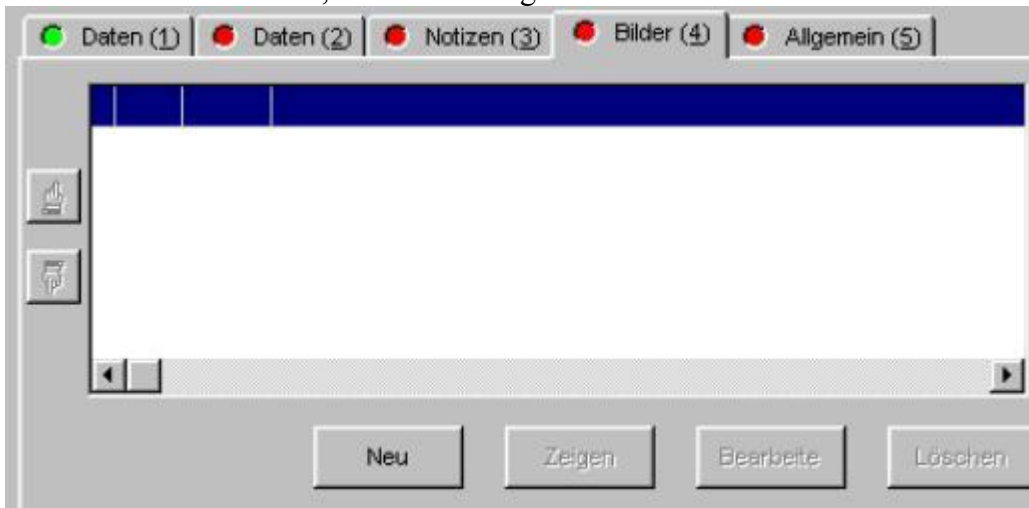 Daten (1) Daten (2) Notizen (3) Bilder (4) Allgemein (5)
Neu Zeigen Bearbeite Löschen